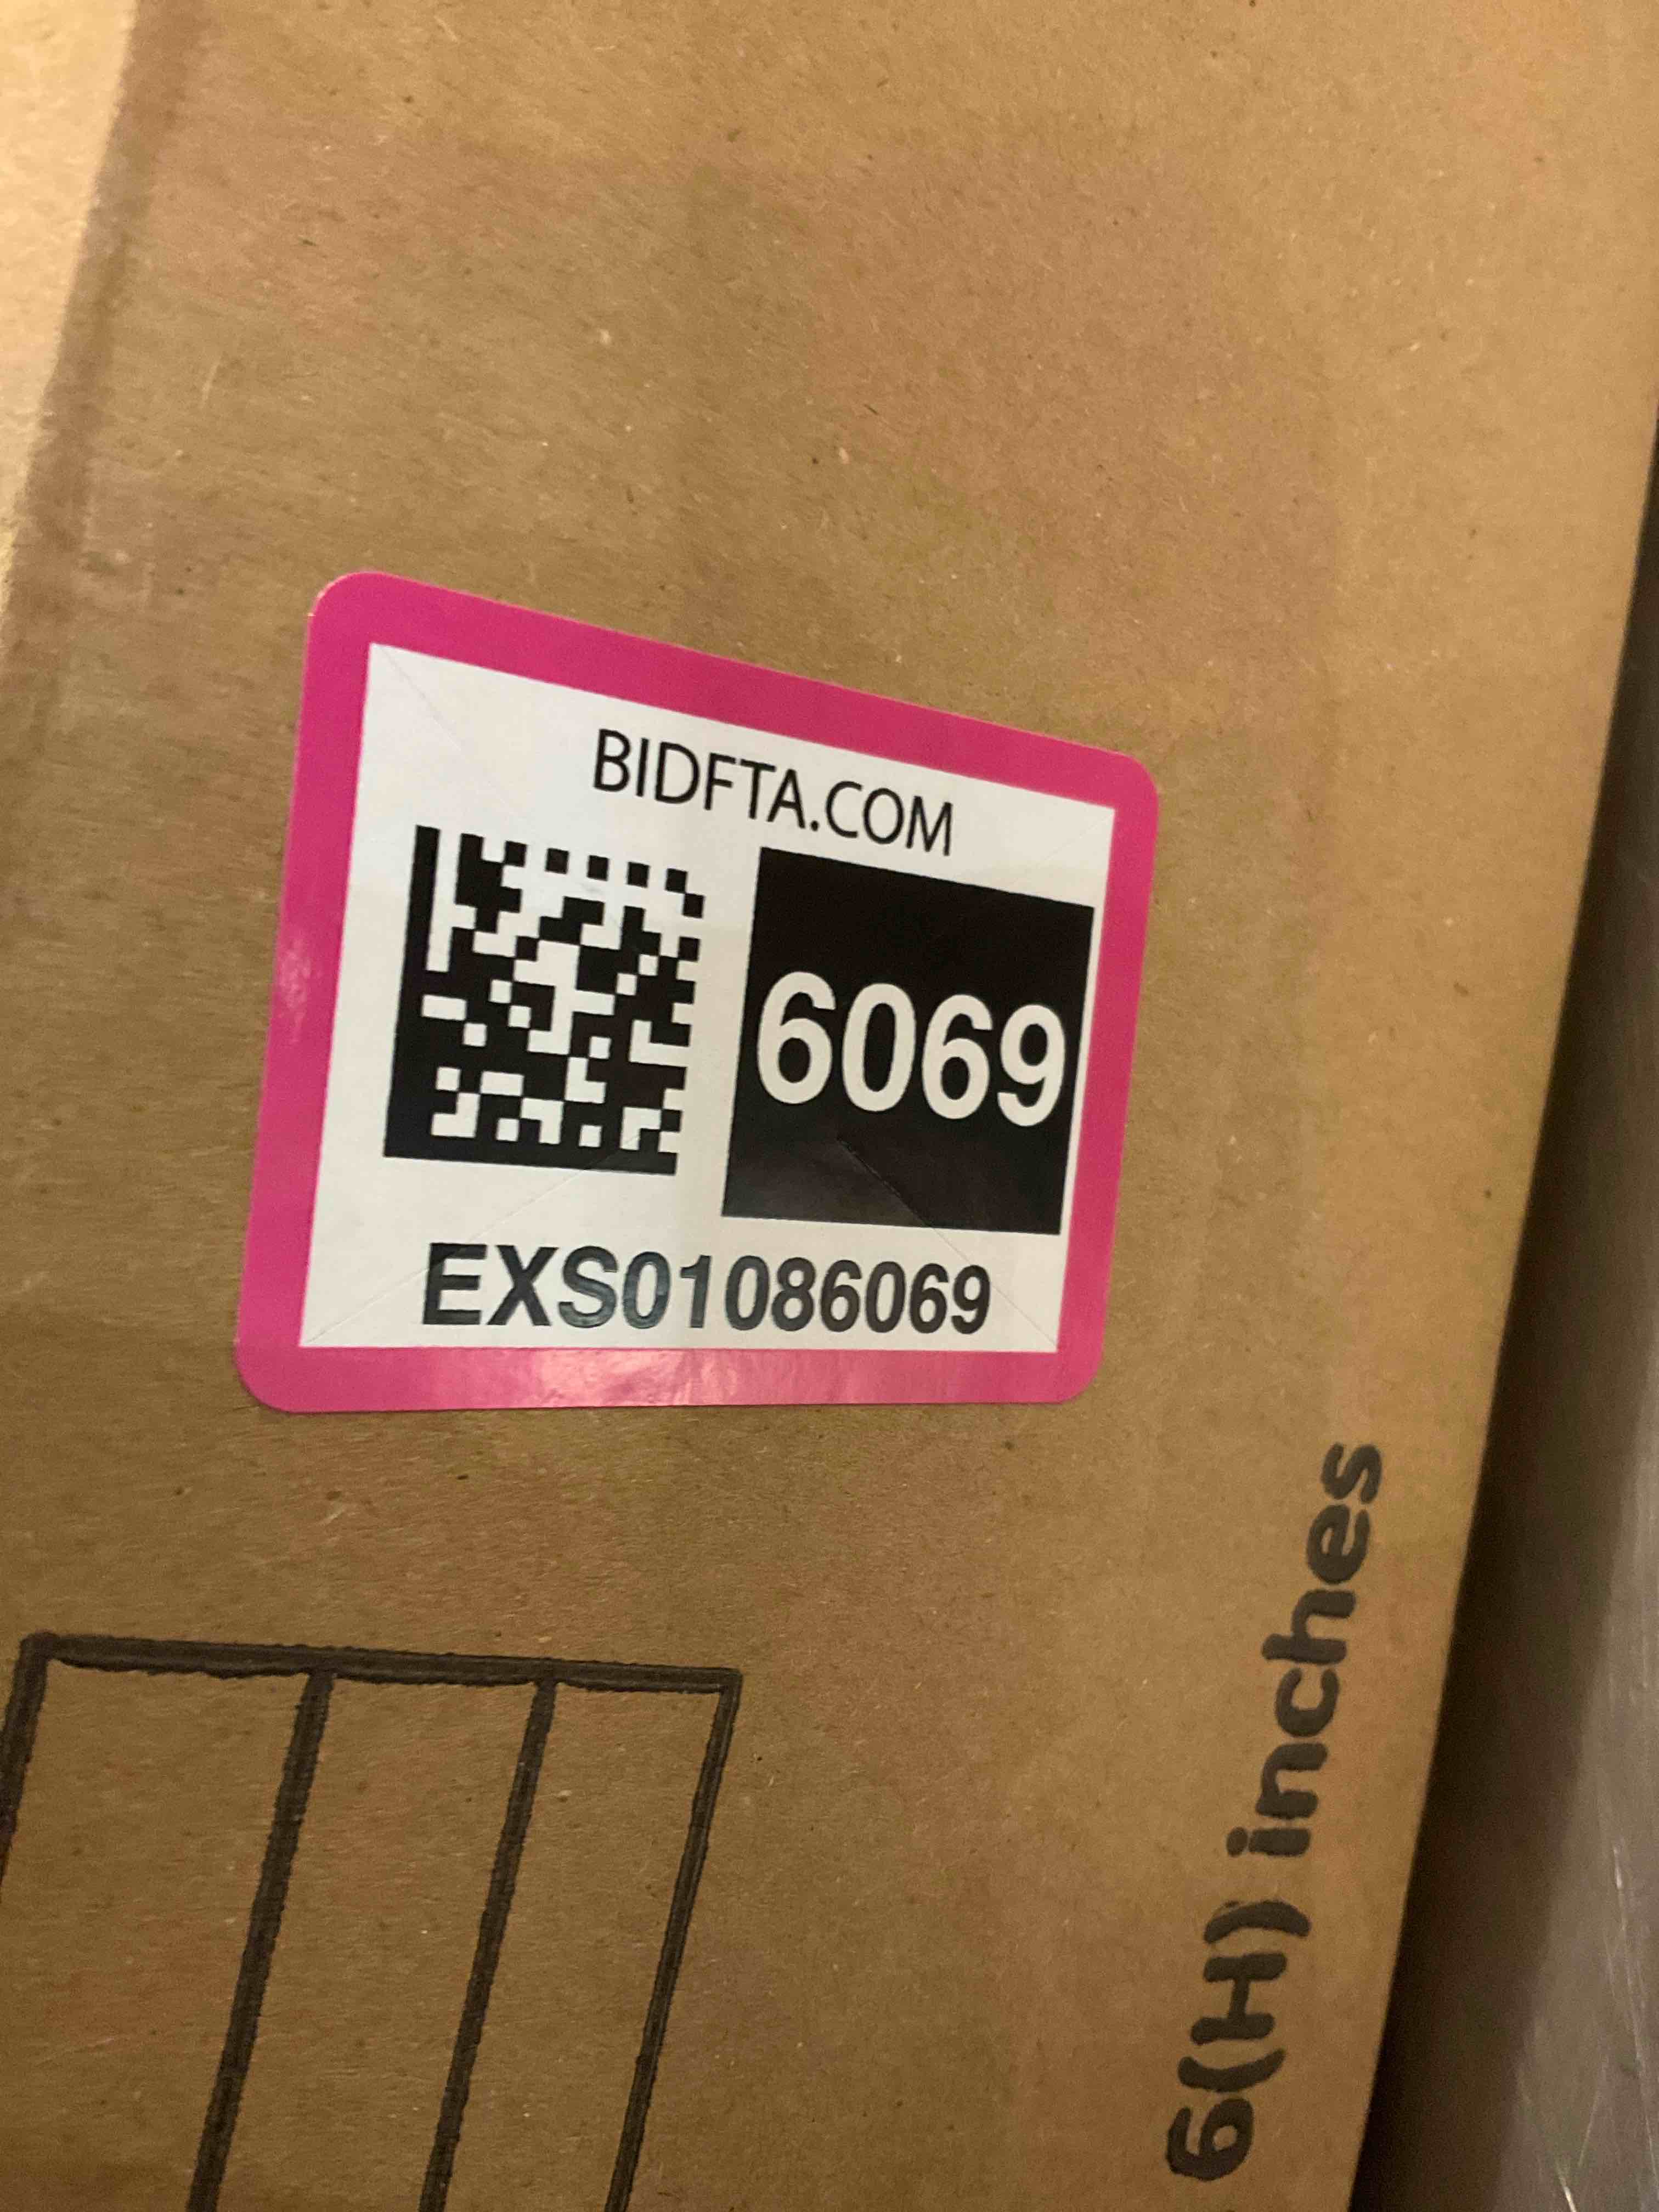 BIDFTA.COM
6069
EXS01086069
6(H) inches